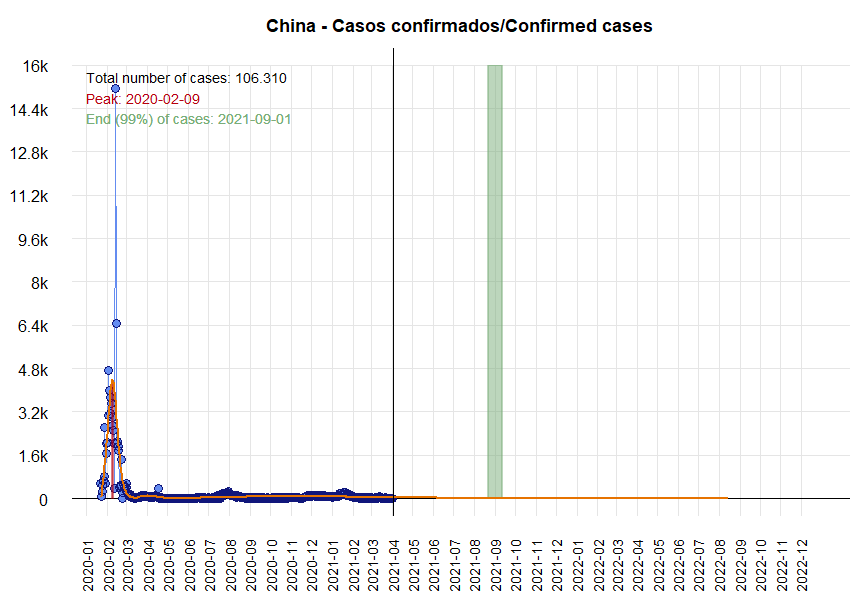 China - Casos confirmados/Confirmed cases
16k
Total number of cases: 106.310
Peak: 2020-02-09
14.4k
End (99%) of cases: 2021-09-01
12.8k
11.2k
9.6k
8k
6.4k
4.8k
3.2k
1.6k
0
2020-01
2020-02
2020-03
2020-04
2020-05
2020-06
2020-07
2020-08
2020-09
2020-10
2020-12
2021-01
2021-02
2021-03
2021-04
2021-05
2021-06
2021-07
2021-08
2021-09
2021-10
2021-11
2021-12
2022-02
2022-03
2022-04
2022-05
2022-06
2022-07
2022-08
2022-09
2022-10
2022-11
2022-12